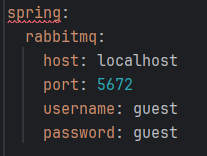 spring:
  rabbitmq:
    host: localhost
    port: 5672
    username: guest
    password: guest